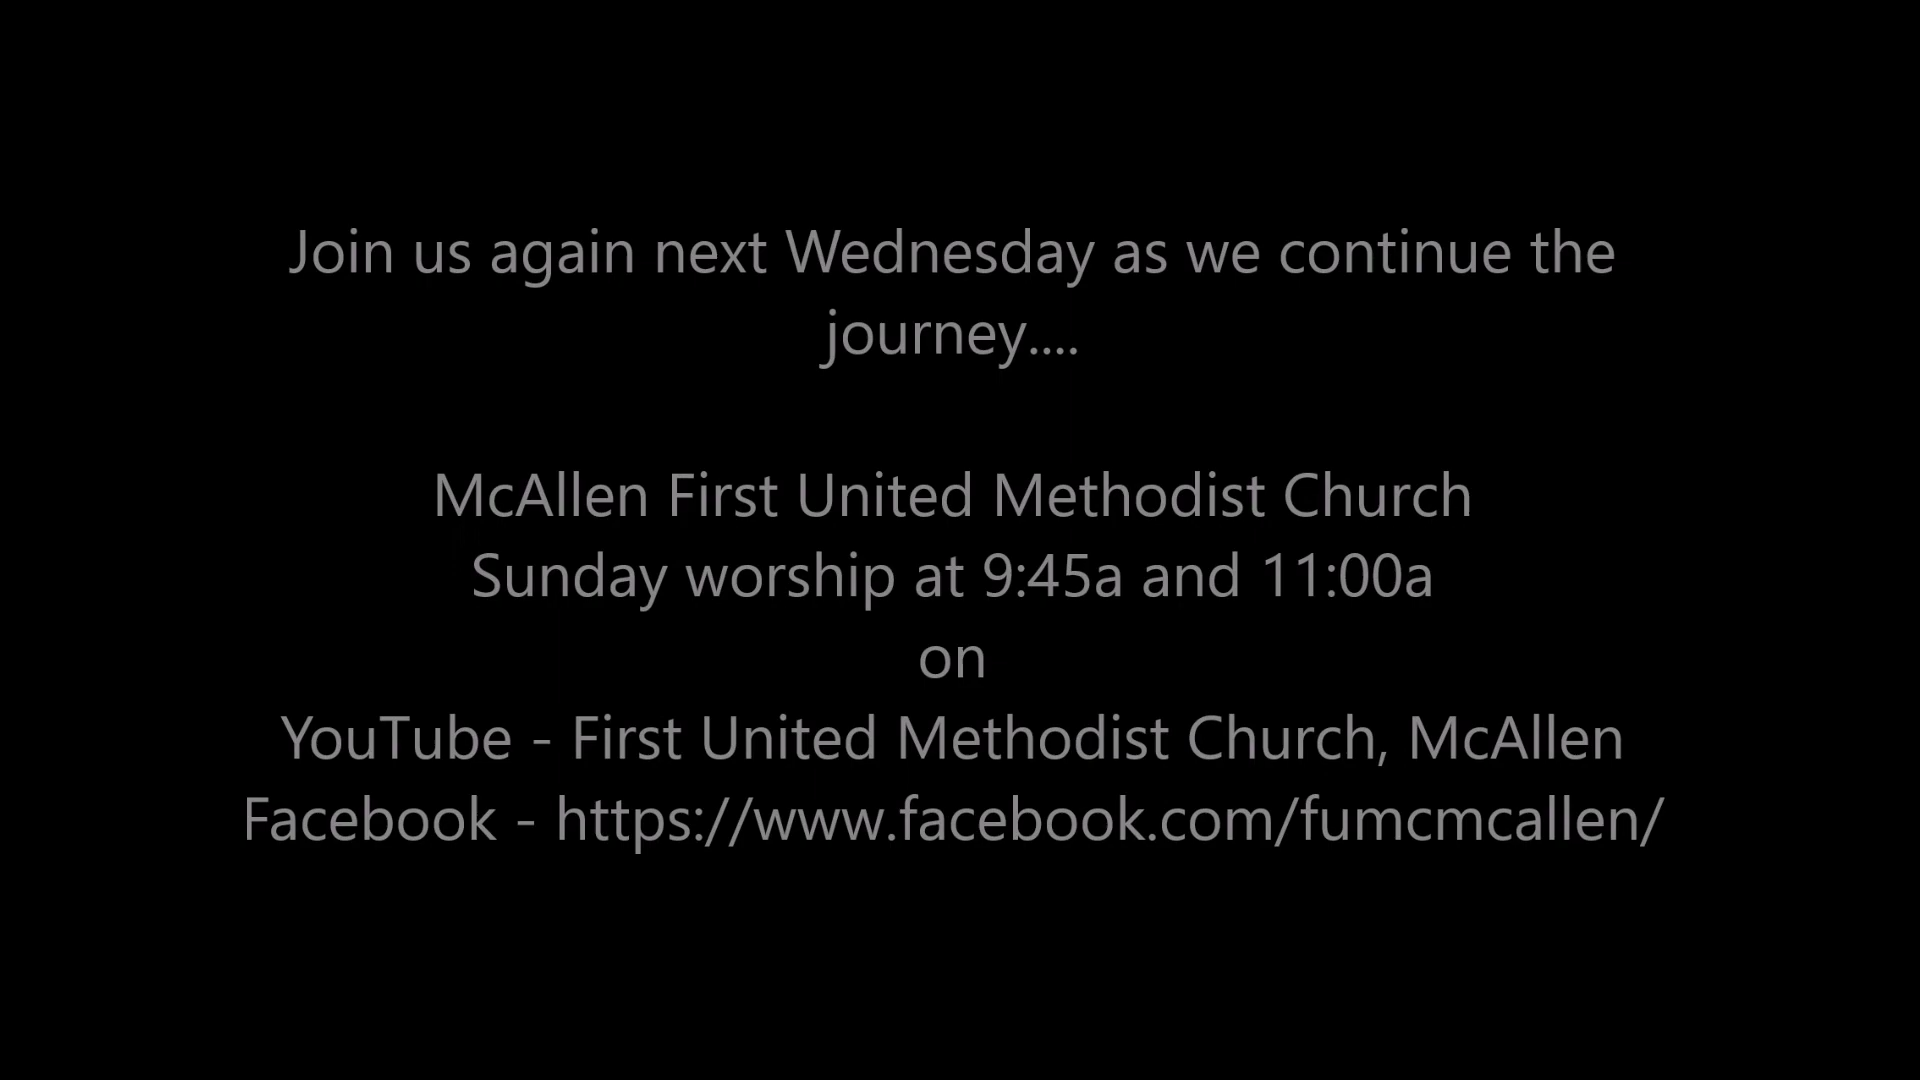 Join us again next Wednesday as we continue the
journey....
McAllen First United Methodist Church
Sunday worship at 9:45a and 11:00a
on
YouTube - First United Methodist Church, McAllen
Facebook - https://www.facebook.com/fumcmcallen/